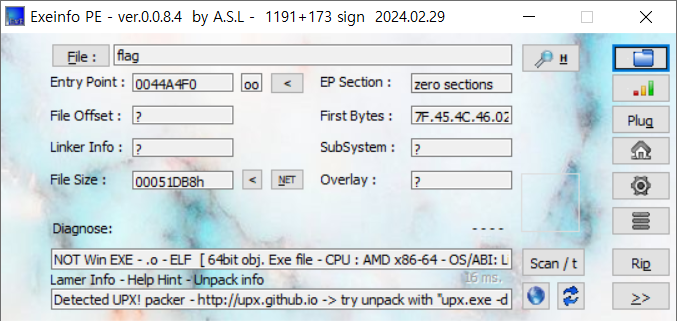 Exeinfo PE - ver.0.0.8.4 by A.S.L - 1191+173 sign 2024.02.29
File : flag H
Entry Point : 0044A4F0 oo < EP Section : zero sections
File Offset : ? First Bytes : 7F.45.4C.46.02
Plug
Linker Info : ? SubSystem : ?
File Size : 00051DB8h < NET Overlay : ?
Diagnose: ----
NOT Win EXE - .o - ELF [ 64bit obj. Exe file - CPU : AMD x86-64 - OS/ABI: L Scan / t Rip
Lamer Info - Help Hint - Unpack info 16 ms.
Detected UPX! packer - http://upx.github.io -> try unpack with "upx.exe -d >>